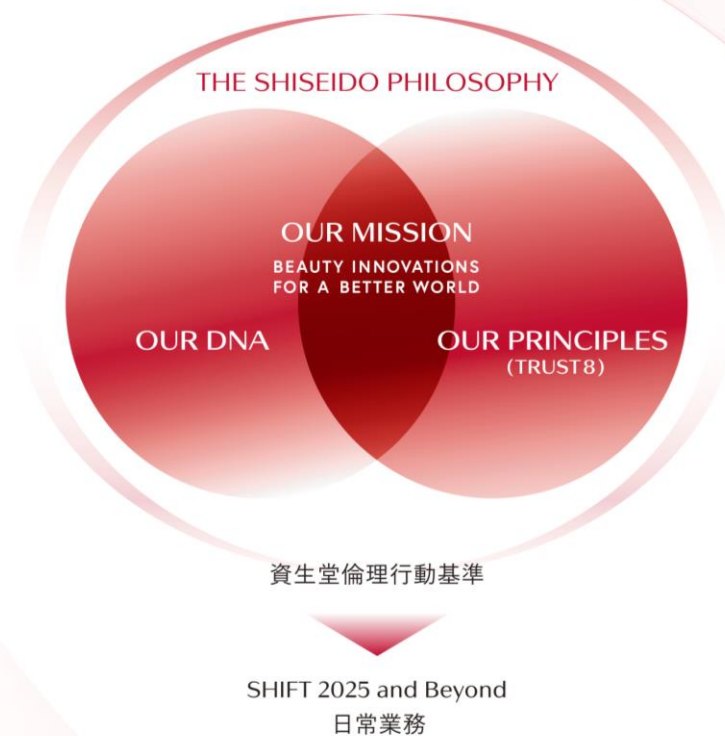 THE SHISEIDO PHILOSOPHY
OUR MISSION
BEAUTY INNOVATIONS
FOR A BETTER WORLD
OUR DNA
OUR PRINCIPLES
(TRUST8)
資生堂倫理行動基準
SHIFT 2025 and Beyond
日常業務